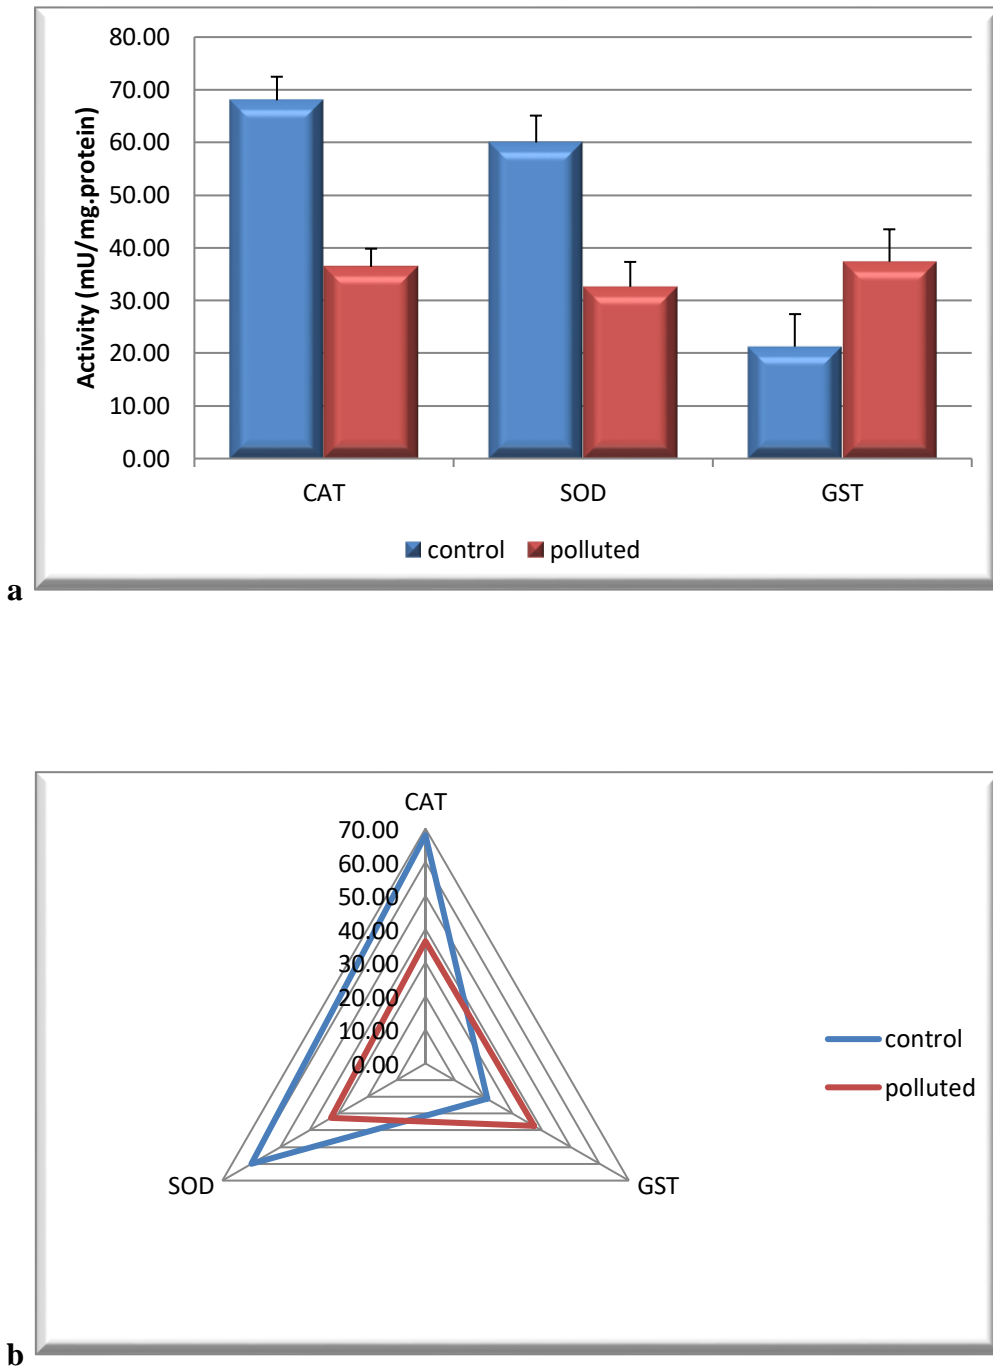 80.00
70.00
60.00
50.00
40.00
30.00
20.00
10.00
0.00
Activity (mU/mg.protein)
CAT SOD GST
control polluted
a
CAT
70.00
60.00
50.00
40.00
30.00
20.00
10.00
0.00
SOD GST
control
polluted
b